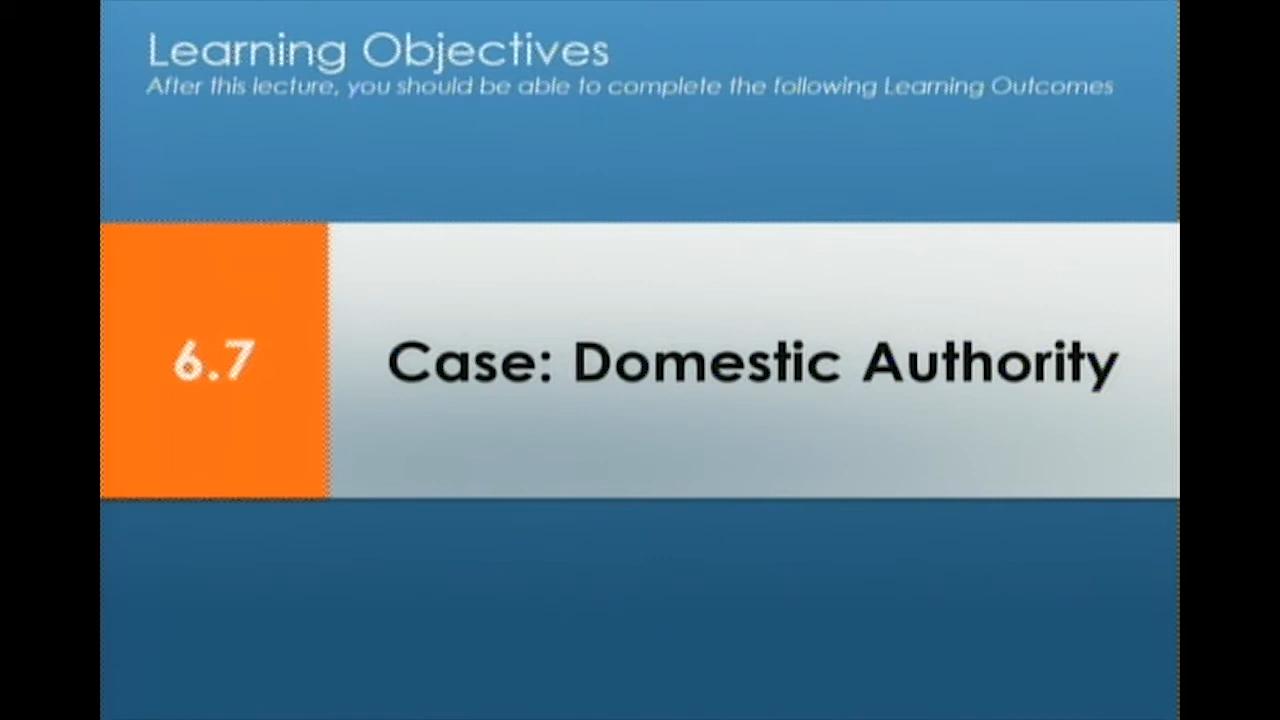 Learning Objectives
After this lecture, you should be able to complete the following Learning Outcomes
6.7
Case: Domestic Authority